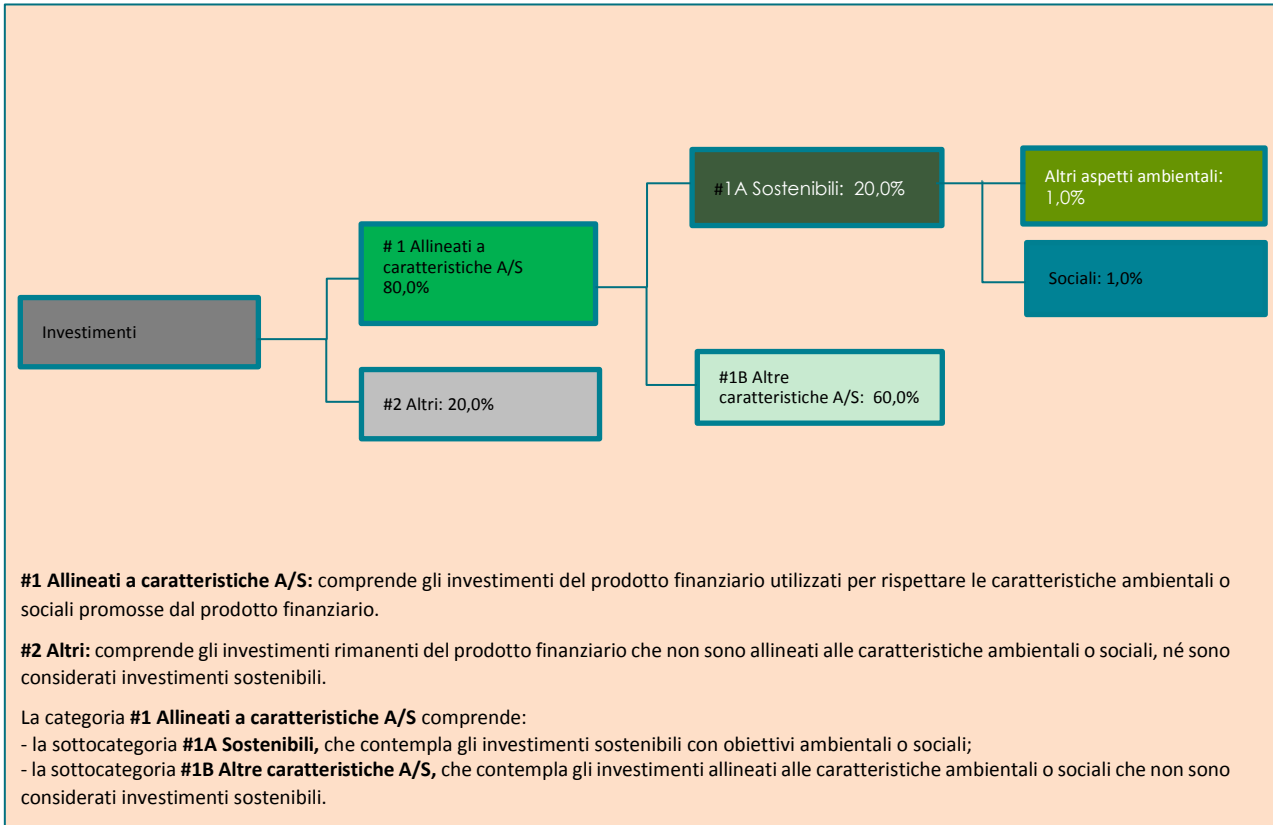 #1A Sostenibili: 20,0%
Altri aspetti ambientali:
1,0%
# 1 Allineati a
caratteristiche A/S
80,0%
Sociali: 1,0%
Investimenti
#1B Altre
caratteristiche A/S: 60,0%
#2 Altri: 20,0%
#1 Allineati a caratteristiche A/S: comprende gli investimenti del prodotto finanziario utilizzati per rispettare le caratteristiche ambientali o
sociali promosse dal prodotto finanziario.
#2 Altri: comprende gli investimenti rimanenti del prodotto finanziario che non sono allineati alle caratteristiche ambientali o sociali, né sono
considerati investimenti sostenibili.
La categoria #1 Allineati a caratteristiche A/S comprende:
- la sottocategoria #1A Sostenibili, che contempla gli investimenti sostenibili con obiettivi ambientali o sociali;
- la sottocategoria #1B Altre caratteristiche A/S, che contempla gli investimenti allineati alle caratteristiche ambientali o sociali che non sono
considerati investimenti sostenibili.